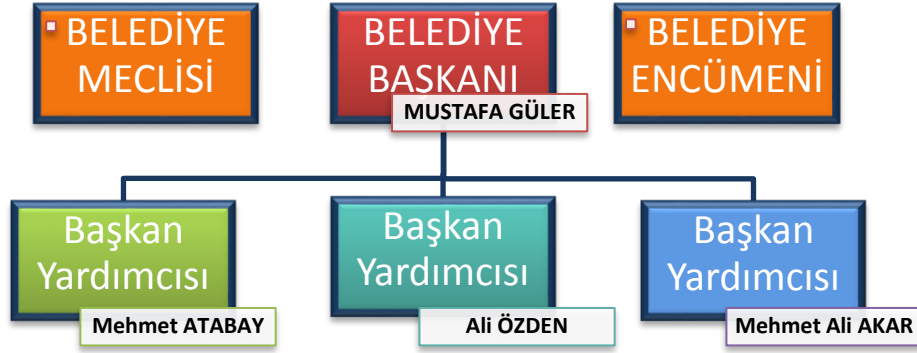 BELEDİYE
MECLİSİ
BELEDİYE
BAŞKANI
MUSTAFA GÜLER
BELEDİYE
ENCÜMENİ
Başkan
Yardımcısı
Mehmet ATABAY
Başkan
Yardımcısı
Ali ÖZDEN
Başkan
Yardımcısı
Mehmet Ali AKAR